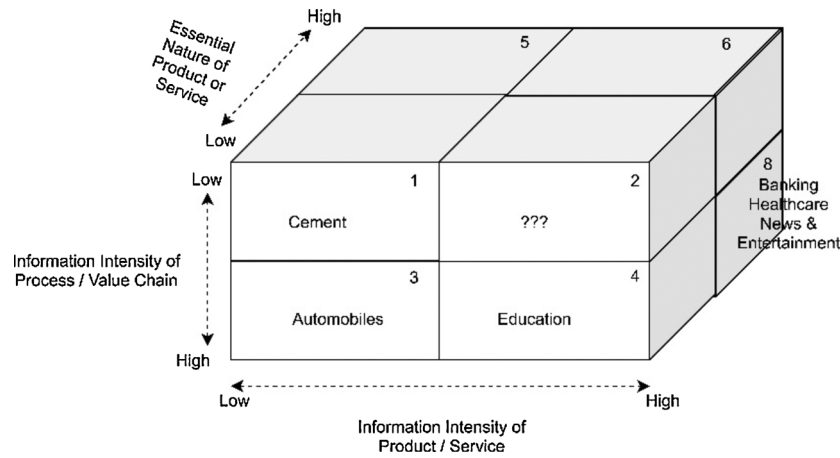 High
Essential
Nature of
Product or
Service
Low
5
6
Low
1
2
8
Cement
???
Banking
Healthcare
News &
Entertainment
Information Intensity of
Process / Value Chain
3
4
Automobiles
Education
High
Low
High
Information Intensity of
Product / Service